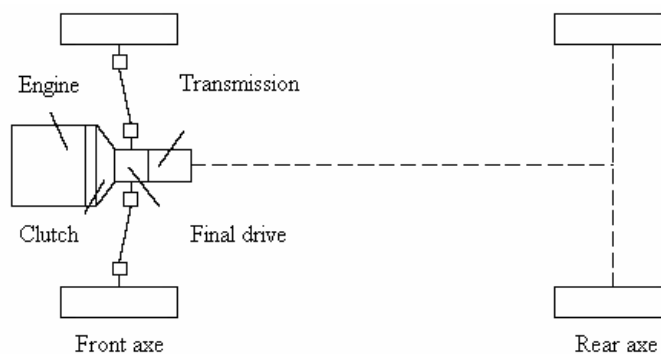 Engine
Transmission
Clutch
Final drive
Front axe
Rear axe